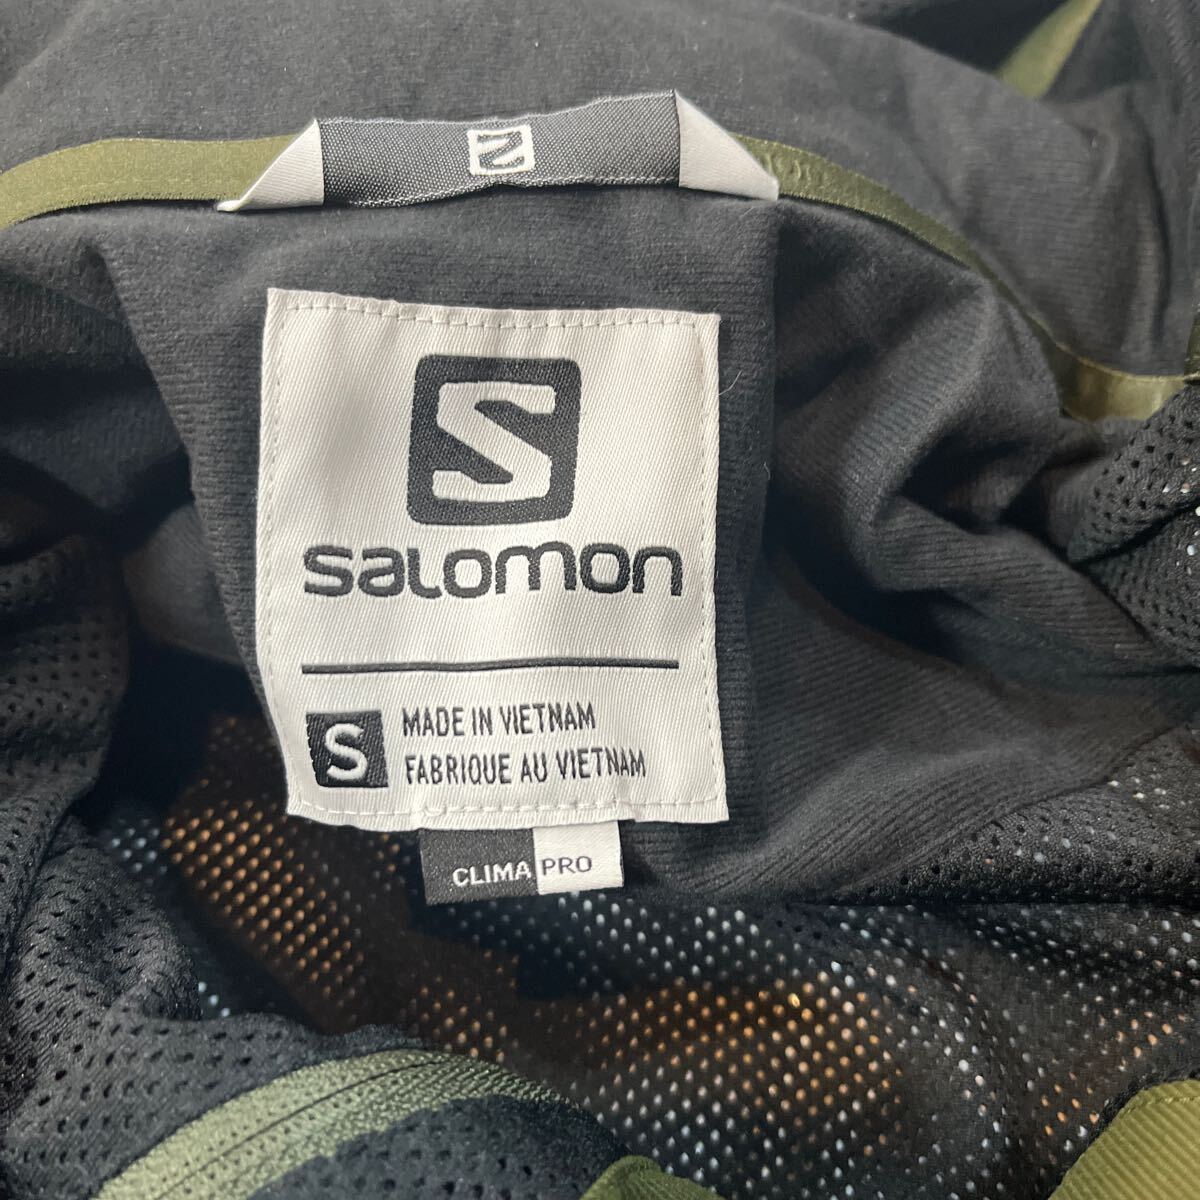 S
salomon
S MADE IN VIETNAM
FABRIQUE AU VIETNAM
CLIMA PRO